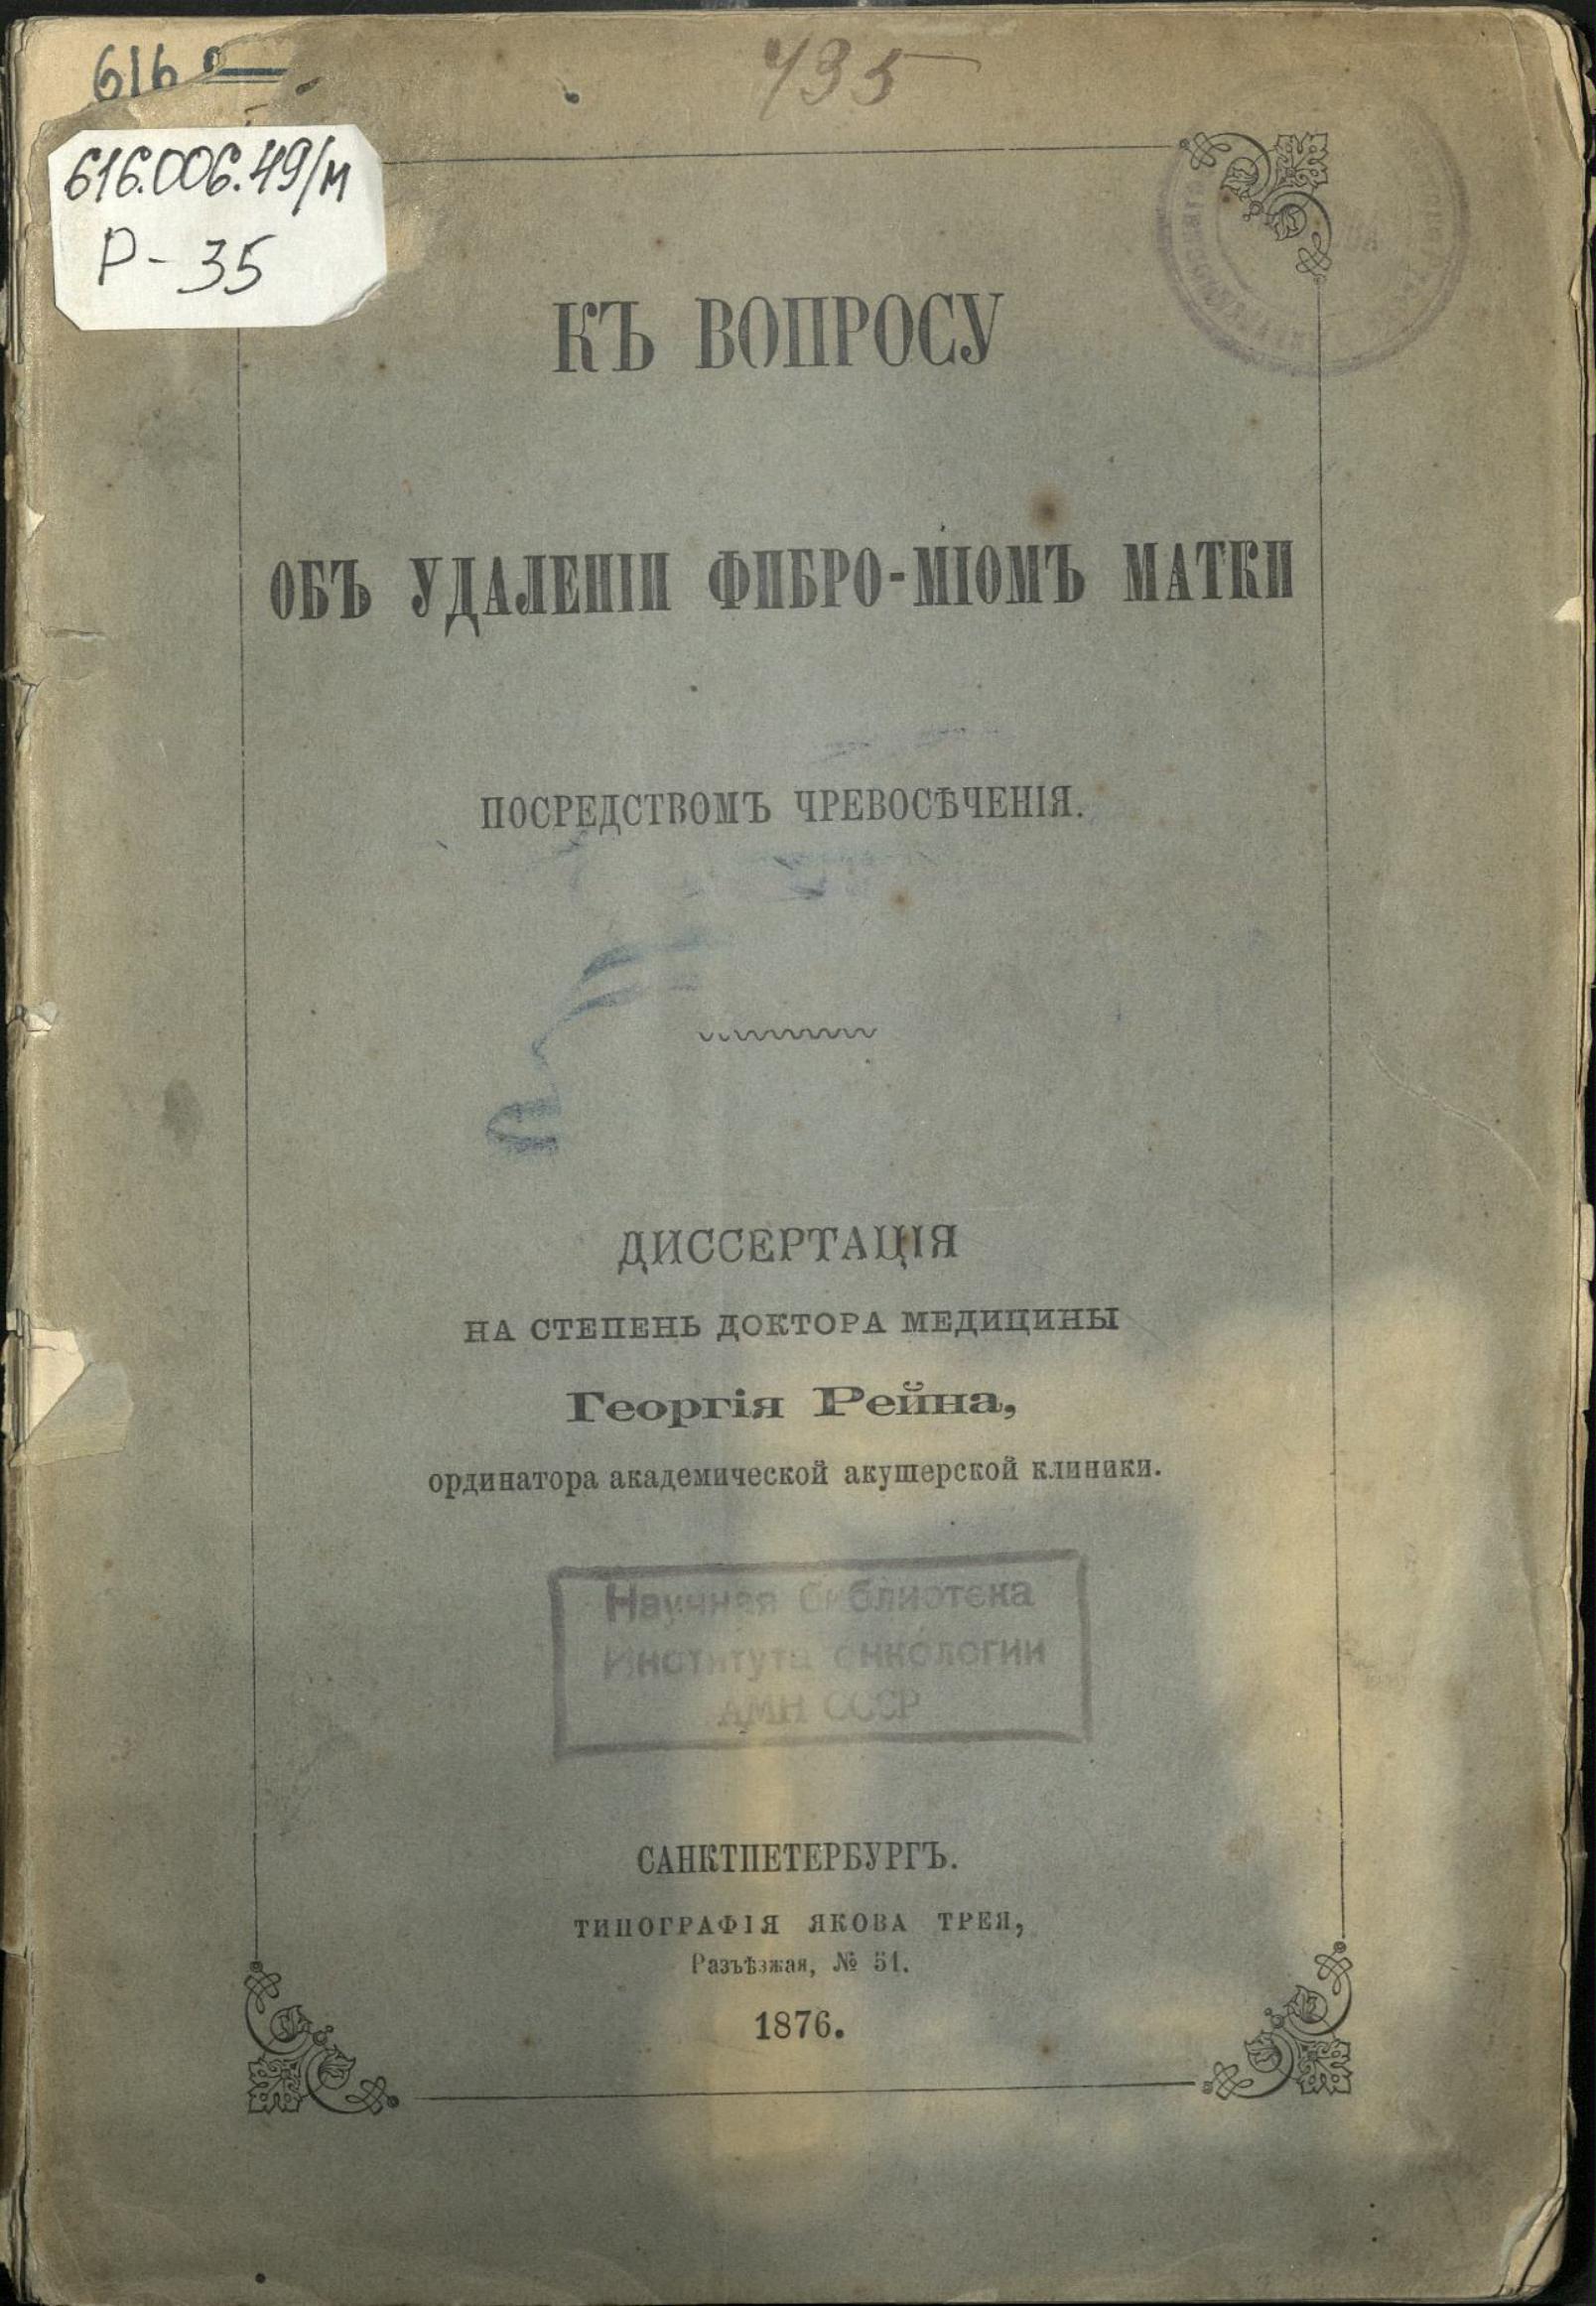 616
435
616.006.49/м
Р-35
КЪ ВОПРОСУ
ОБЪ УДАЛЕНІИ ФИБРО-МІОМЪ МАТКИ
ПОСРЕДСТВОМЪ ЧРЕВОСѢЧЕНІЯ.
ДИССЕРТАЦІЯ
НА СТЕПЕНЬ ДОКТОРА МЕДИЦИНЫ
Георгія Рейна,
ординатора академической акушерской клиники.
Научная библиотека
Института онкологии
АМН СССР
САНКТПЕТЕРБУРГЪ.
ТИПОГРАФІЯ ЯКОВА ТРЕЯ,
Разъѣзжая, № 51.
1876.